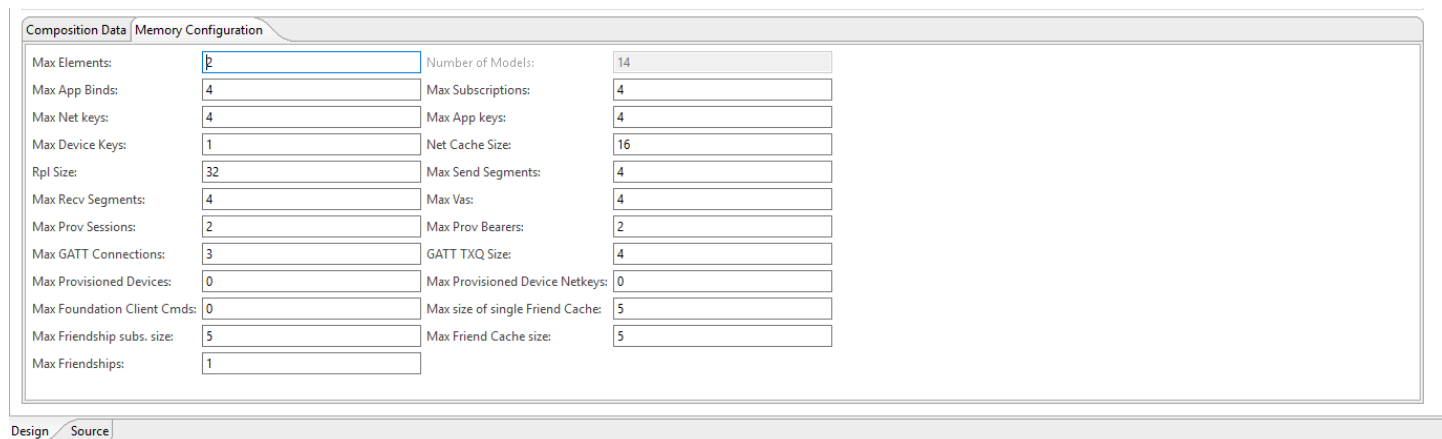 Composition Data Memory Configuration
Max Elements: 2 Number of Models: 14
Max App Binds: 4 Max Subscriptions: 4
Max Net keys: 4 Max App keys: 4
Max Device Keys: 1 Net Cache Size: 16
Rpl Size: 32 Max Send Segments: 4
Max Recv Segments: 4 Max Vas: 4
Max Prov Sessions: 2 Max Prov Bearers: 2
Max GATT Connections: 3 GATT TXQ Size: 4
Max Provisioned Devices: 0 Max Provisioned Device Netkeys: 0
Max Foundation Client Cmds: 0 Max size of single Friend Cache: 5
Max Friendship subs. size: 5 Max Friend Cache size: 5
Max Friendships: 1
Design Source